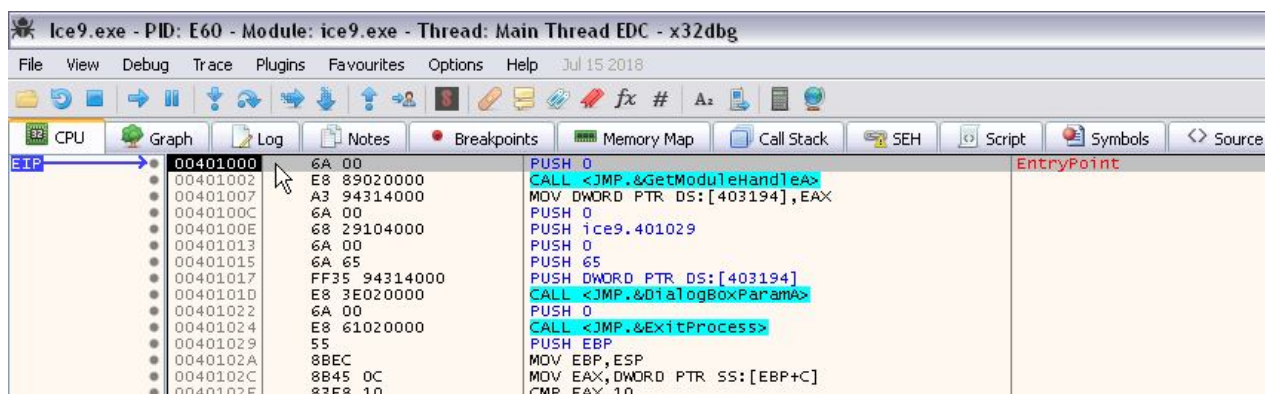 Ice9.exe - PID: E60 - Module: ice9.exe - Thread: Main Thread EDC - x32dbg
File View Debug Trace Plugins Favourites Options Help Jul 15 2018
CPU Graph Log Notes Breakpoints Memory Map Call Stack SEH Script Symbols Source
EIP 00401000 6A 00 PUSH 0 EntryPoint
00401002 E8 89020000 CALL <JMP.&GetModuleHandleA>
00401007 A3 94314000 MOV DWORD PTR DS:[403194],EAX
0040100C 6A 00 PUSH 0
0040100E 68 29104000 PUSH ice9.401029
00401013 6A 00 PUSH 0
00401015 6A 65 PUSH 65
00401017 FF35 94314000 PUSH DWORD PTR DS:[403194]
0040101D E8 3E020000 CALL <JMP.&DialogBoxParamA>
00401022 6A 00 PUSH 0
00401024 E8 61020000 CALL <JMP.&ExitProcess>
00401029 55 PUSH EBP
0040102A 8BEC MOV EBP,ESP
0040102C 8B45 0C MOV EAX,DWORD PTR SS:[EBP+C]
0040102F 83F8 10 CMP EAX,10